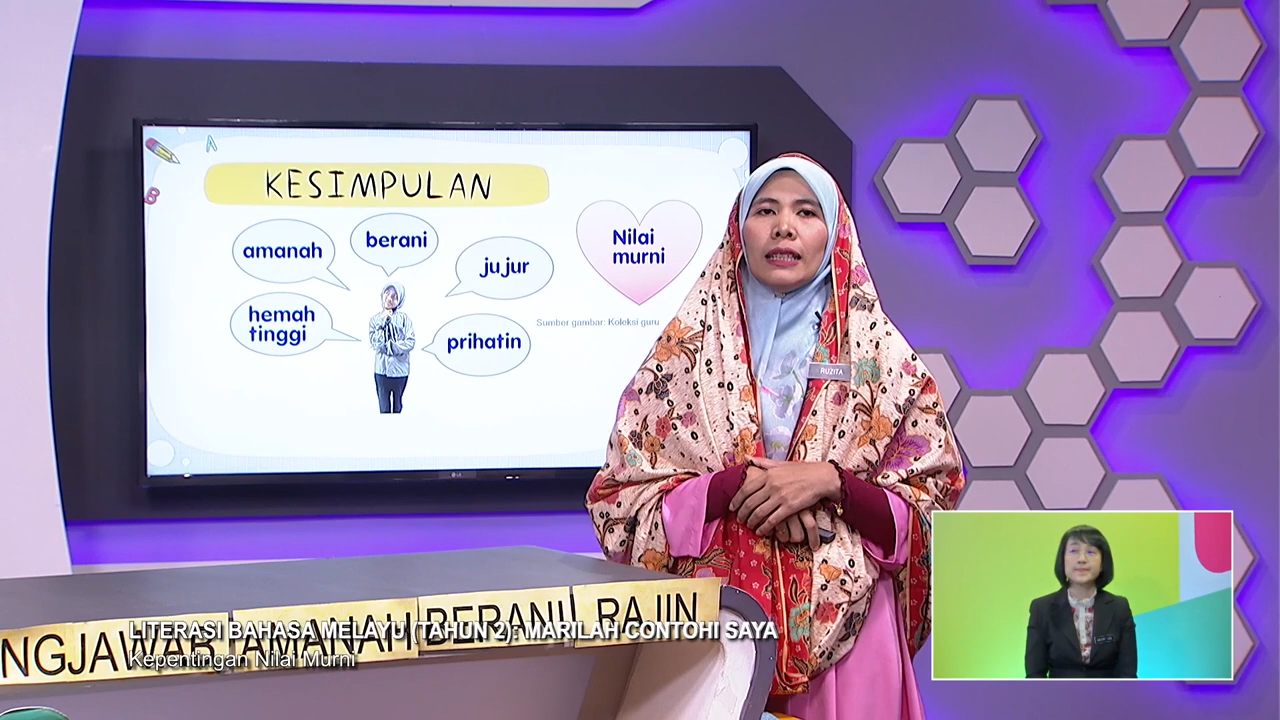 A
B
KESIMPULAN
amanah
berani
jujur
hemah
tinggi
prihatin
Nilai
murni
Sumber gambar: Koleksi guru
LG
RUZITA
NGJAWAB AMANAH BERANI RAJIN
LITERASI BAHASA MELAYU (TAHUN 2): MARILAH CONTOHI SAYA
Kepentingan Nilai Murni